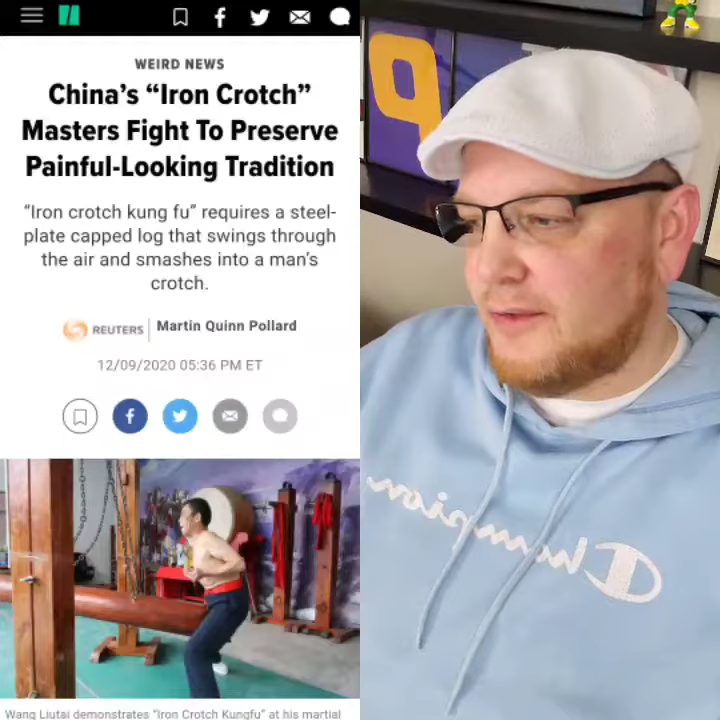 WEIRD NEWS
China's “Iron Crotch”
Masters Fight To Preserve
Painful-Looking Tradition
“Iron crotch kung fu” requires a steel-
plate capped log that swings through
the air and smashes into a man's
crotch.
REUTERS
Martin Quinn Pollard
12/09/2020 05:36 PM ET
Wang Liutai demonstrates “Iron Crotch Kungfu” at his martial
Champion